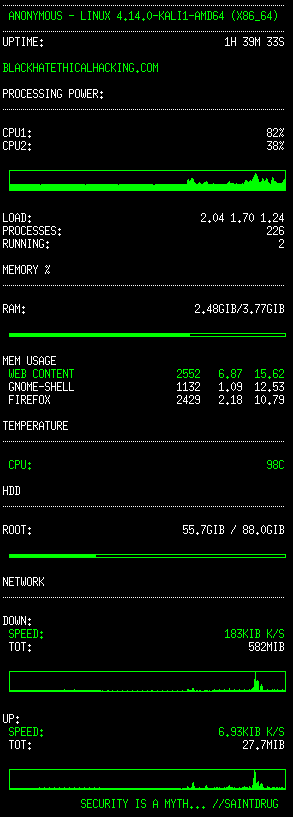 ANONYMOUS - LINUX 4.14.0-KALI1-AMD64 (X86_64)
UPTIME: 1H 39M 33S
BLACKHATETHICALHACKING.COM
PROCESSING POWER:
CPU1: 82%
CPU2: 38%
LOAD: 2.04 1.70 1.24
PROCESSES: 226
RUNNING: 2
MEMORY %
RAM: 2.48GIB/3.77GIB
MEM USAGE
WEB CONTENT 2552 6.87 15.62
GNOME-SHELL 1132 1.09 12.53
FIREFOX 2429 2.18 10.79
TEMPERATURE
CPU: 98C
HDD
ROOT: 55.7GIB / 88.0GIB
NETWORK
DOWN:
SPEED: 183KIB K/S
TOT: 582MIB
UP:
SPEED: 6.93KIB K/S
TOT: 27.7MIB
SECURITY IS A MYTH... //SAINTDRUG